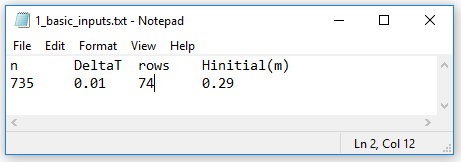 1_basic_inputs.txt - Notepad
File Edit Format View Help
n DeltaT rows Hinitial(m)
735 0.01 74 0.29
Ln 2, Col 12